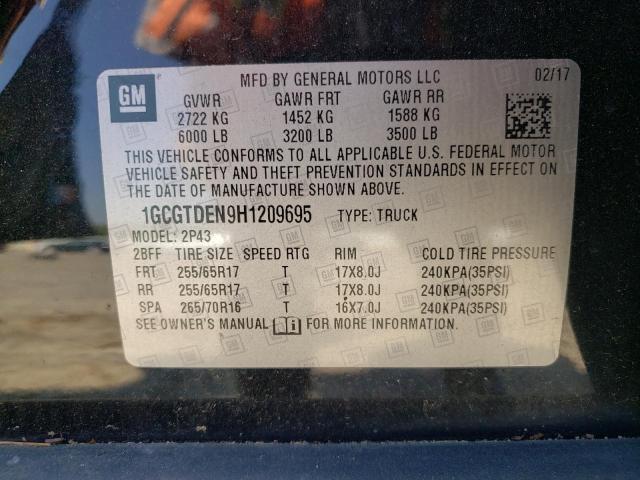 GM
MFD BY GENERAL MOTORS LLC 02/17
GVWR GAWR FRT GAWR RR
2722 KG 1452 KG 1588 KG
6000 LB 3200 LB 3500 LB
THIS VEHICLE CONFORMS TO ALL APPLICABLE U.S. FEDERAL MOTOR
VEHICLE SAFETY AND THEFT PREVENTION STANDARDS IN EFFECT ON
THE DATE OF MANUFACTURE SHOWN ABOVE.
1GCGTDEN9H1209695 TYPE: TRUCK
MODEL: 2P43
2BFF TIRE SIZE SPEED RTG RIM COLD TIRE PRESSURE
FRT 255/65R17 T 17X8.0J 240KPA(35PSI)
RR 255/65R17 T 17X8.0J 240KPA(35PSI)
SPA 265/70R16 T 16X7.0J 240KPA(35PSI)
SEE OWNER'S MANUAL FOR MORE INFORMATION.